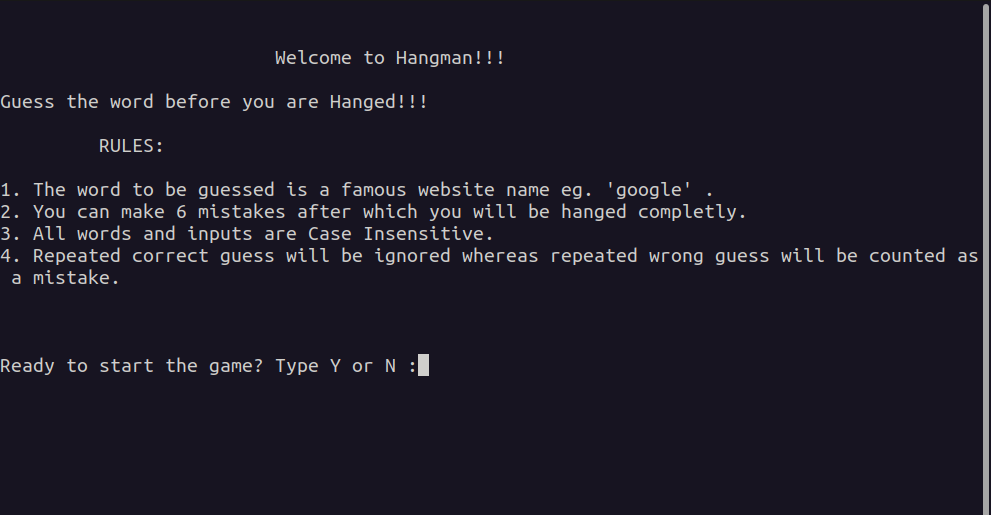 Welcome to Hangman!!!
Guess the word before you are Hanged!!!
RULES:
1. The word to be guessed is a famous website name eg. 'google' .
2. You can make 6 mistakes after which you will be hanged completly.
3. All words and inputs are Case Insensitive.
4. Repeated correct guess will be ignored whereas repeated wrong guess will be counted as
a mistake.
Ready to start the game? Type Y or N :